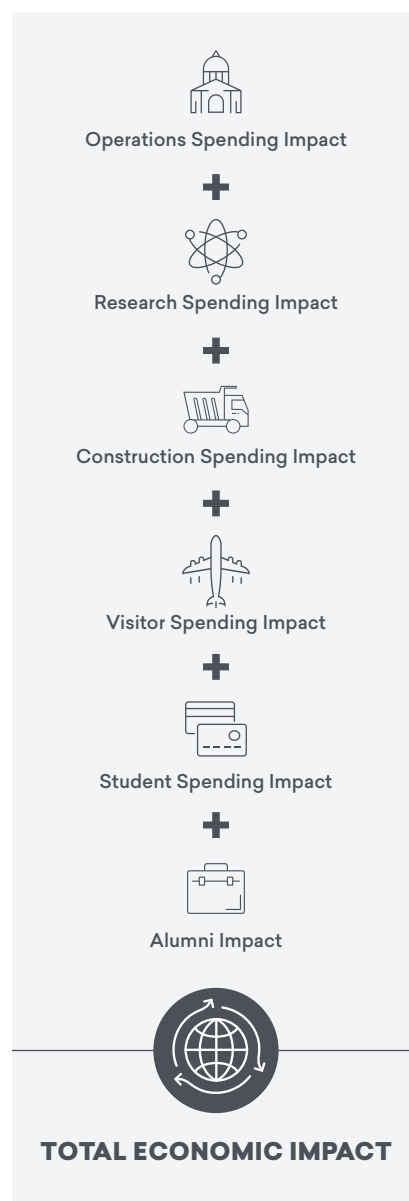 Operations Spending Impact
+
Research Spending Impact
+
Construction Spending Impact
+
Visitor Spending Impact
+
Student Spending Impact
+
Alumni Impact
TOTAL ECONOMIC IMPACT